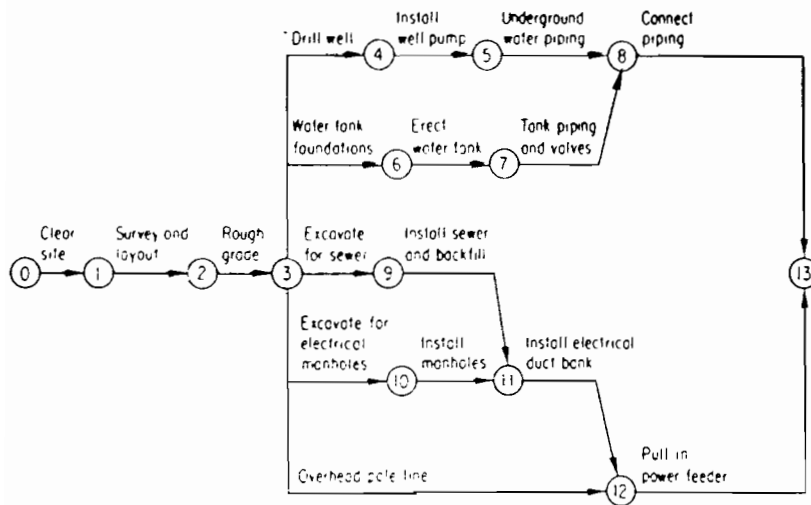 Drill well
Install
well pump
Underground
water piping
Connect
piping
4
5
8
Water tank
foundations
Erect
water tank
Tank piping
and valves
6
7
Clear
site
Survey and
layout
Rough
grade
Excavate
for sewer
Install sewer
and backfill
0
1
2
3
9
13
Excavate for
electrical
manholes
Install
manholes
Install electrical
duct bank
10
11
Overhead pole line
Pull in
power feeder
12